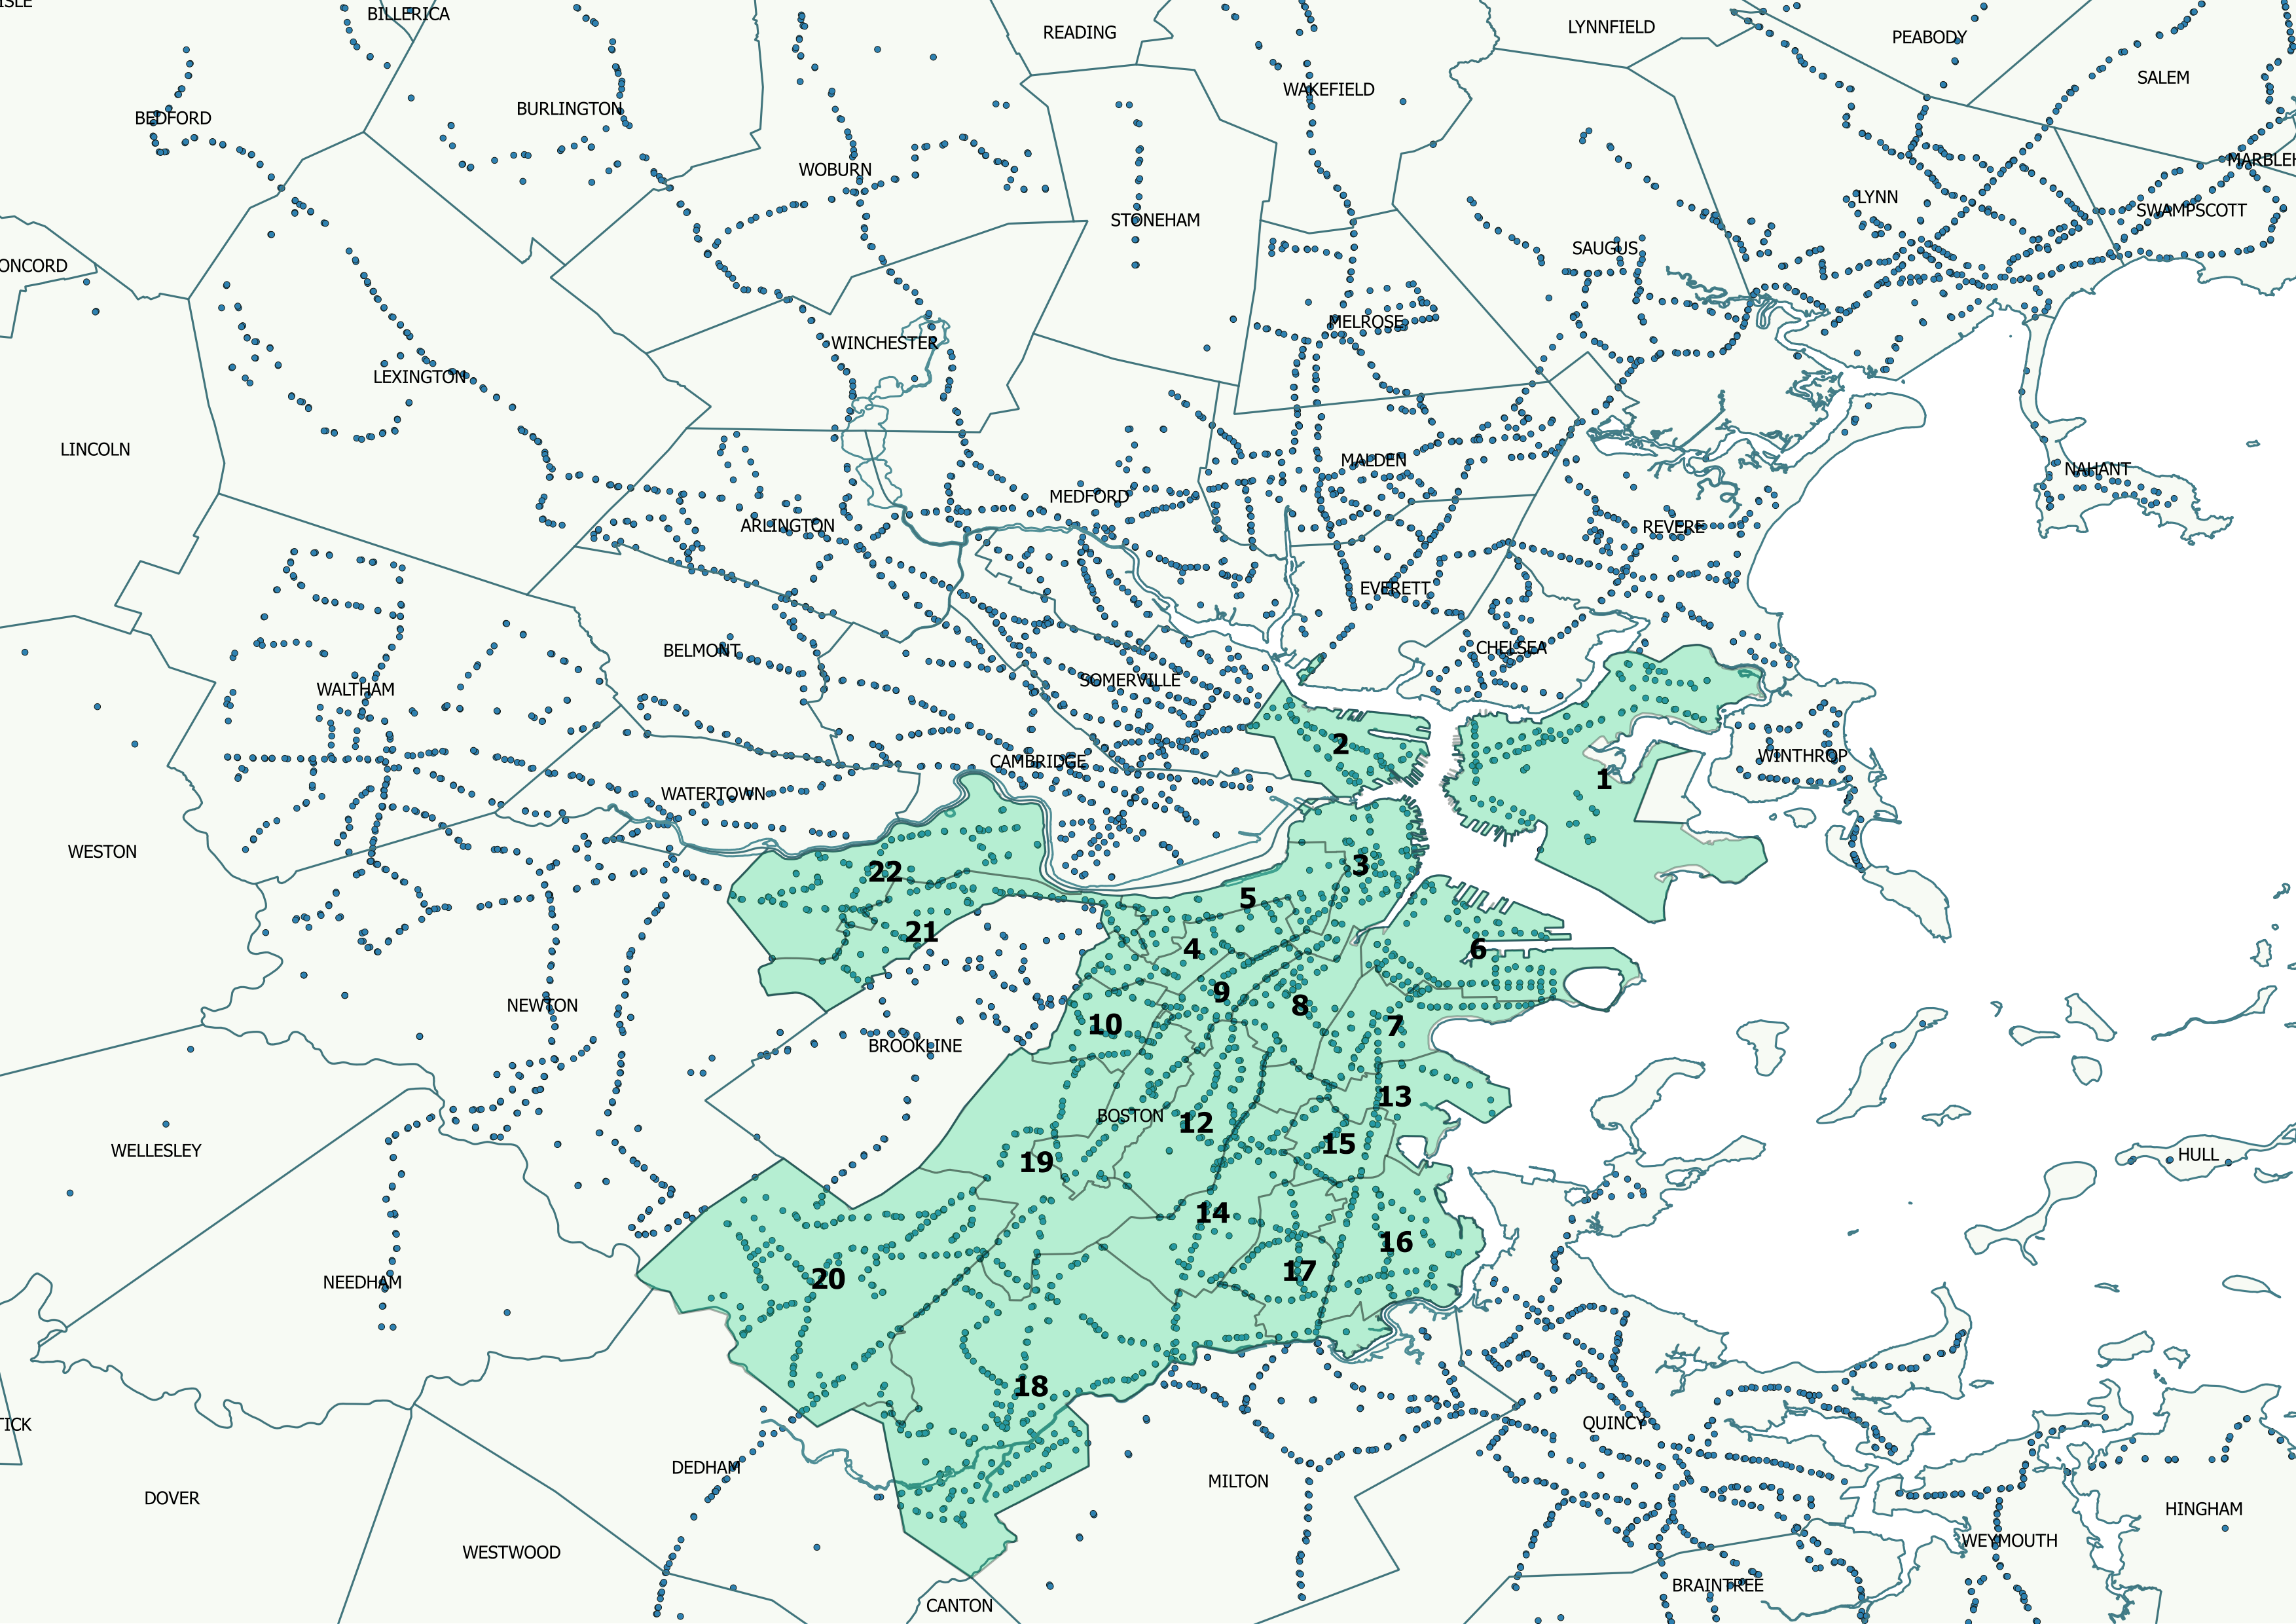 ISLE
BILLERICA
READING
LYNNFIELD
PEABODY
SALEM
WAKEFIELD
BEDFORD
BURLINGTON
WOBURN
MARBLEH
LYNN
SWAMPSCOTT
STONEHAM
SAUGUS
ONCORD
MELROSE
WINCHESTER
LEXINGTON
LINCOLN
MALDEN
NAHANT
MEDFORD
ARLINGTON
REVERE
EVERETT
BELMONT
CHELSEA
SOMERVILLE
WALTHAM
2
WINTHROP
CAMBRIDGE
1
WATERTOWN
WESTON
3
22
5
21
4
6
9
NEWTON
8
10
7
BROOKLINE
13
BOSTON
12
15
WELLESLEY
HULL
19
14
16
17
20
NEEDHAM
18
TICK
QUINCY
DEDHAM
MILTON
DOVER
HINGHAM
WEYMOUTH
WESTWOOD
BRAINTREE
CANTON